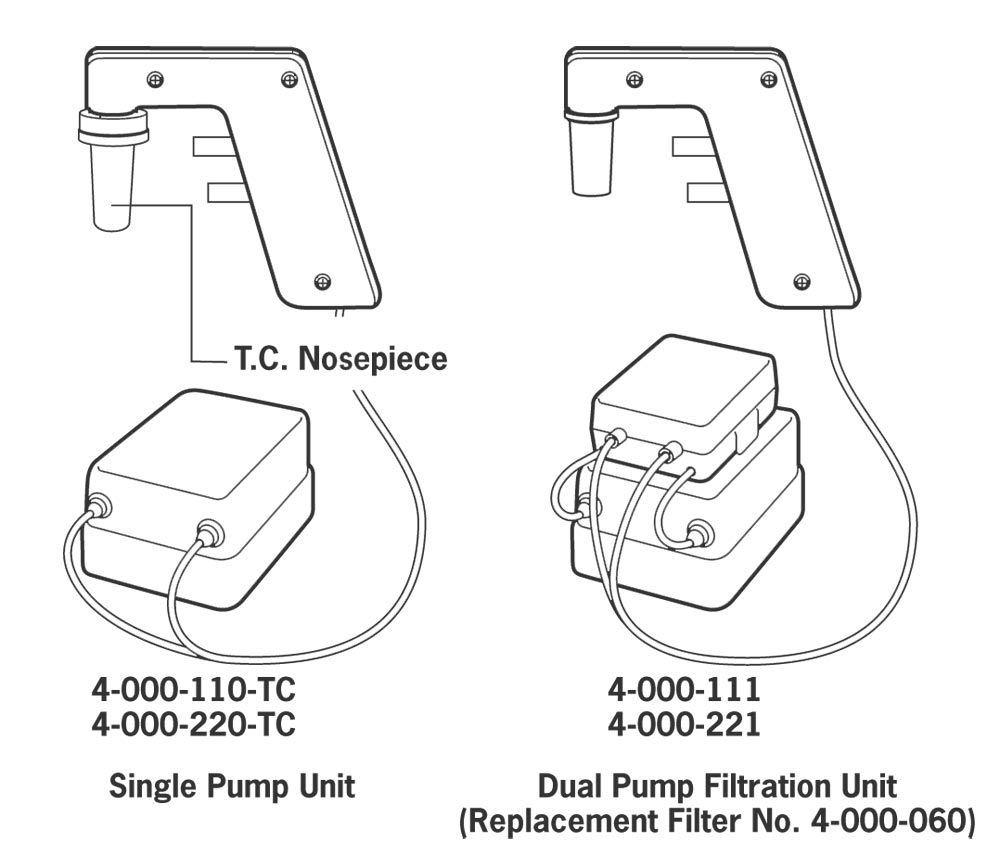 T.C. Nosepiece
4-000-110-TC
4-000-220-TC
Single Pump Unit
4-000-111
4-000-221
Dual Pump Filtration Unit
(Replacement Filter No. 4-000-060)